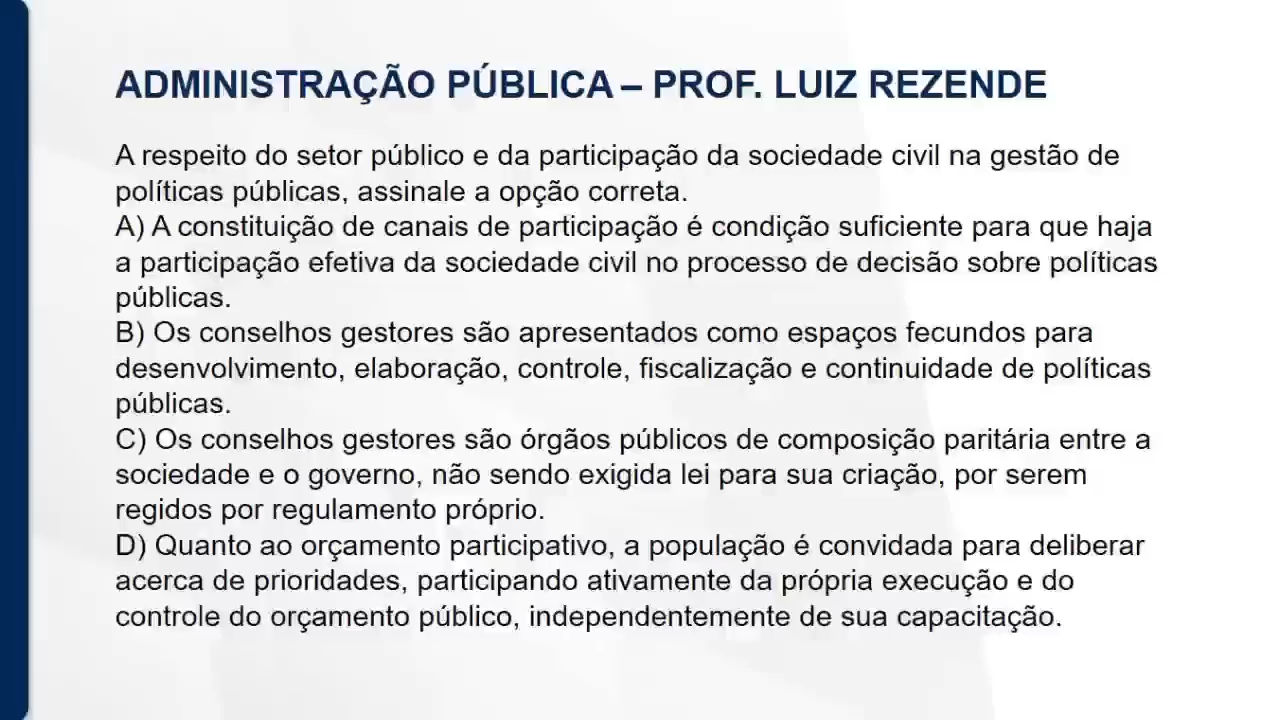 ADMINISTRAÇÃO PÚBLICA – PROF. LUIZ REZENDE
A respeito do setor público e da participação da sociedade civil na gestão de
políticas públicas, assinale a opção correta.
A) A constituição de canais de participação é condição suficiente para que haja
a participação efetiva da sociedade civil no processo de decisão sobre políticas
públicas.
B) Os conselhos gestores são apresentados como espaços fecundos para
desenvolvimento, elaboração, controle, fiscalização e continuidade de políticas
públicas.
C) Os conselhos gestores são órgãos públicos de composição paritária entre a
sociedade e o governo, não sendo exigida lei para sua criação, por serem
regidos por regulamento próprio.
D) Quanto ao orçamento participativo, a população é convidada para deliberar
acerca de prioridades, participando ativamente da própria execução e do
controle do orçamento público, independentemente de sua capacitação.